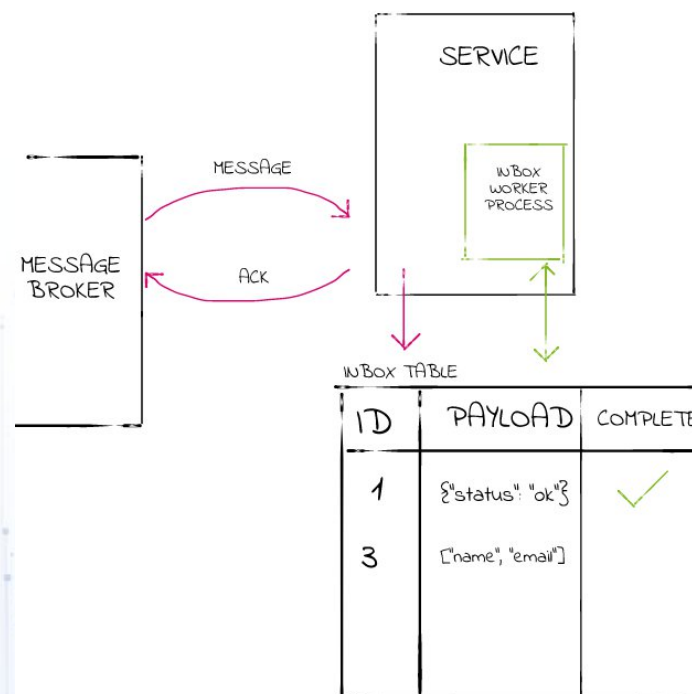 SERVICE
MESSAGE
INBOX
WORKER
PROCESS
MESSAGE
BROKER
ACK
INBOX TABLE
ID PAYLOAD COMPLETE
1 {"status": "ok"}
3 ["name", "email"]